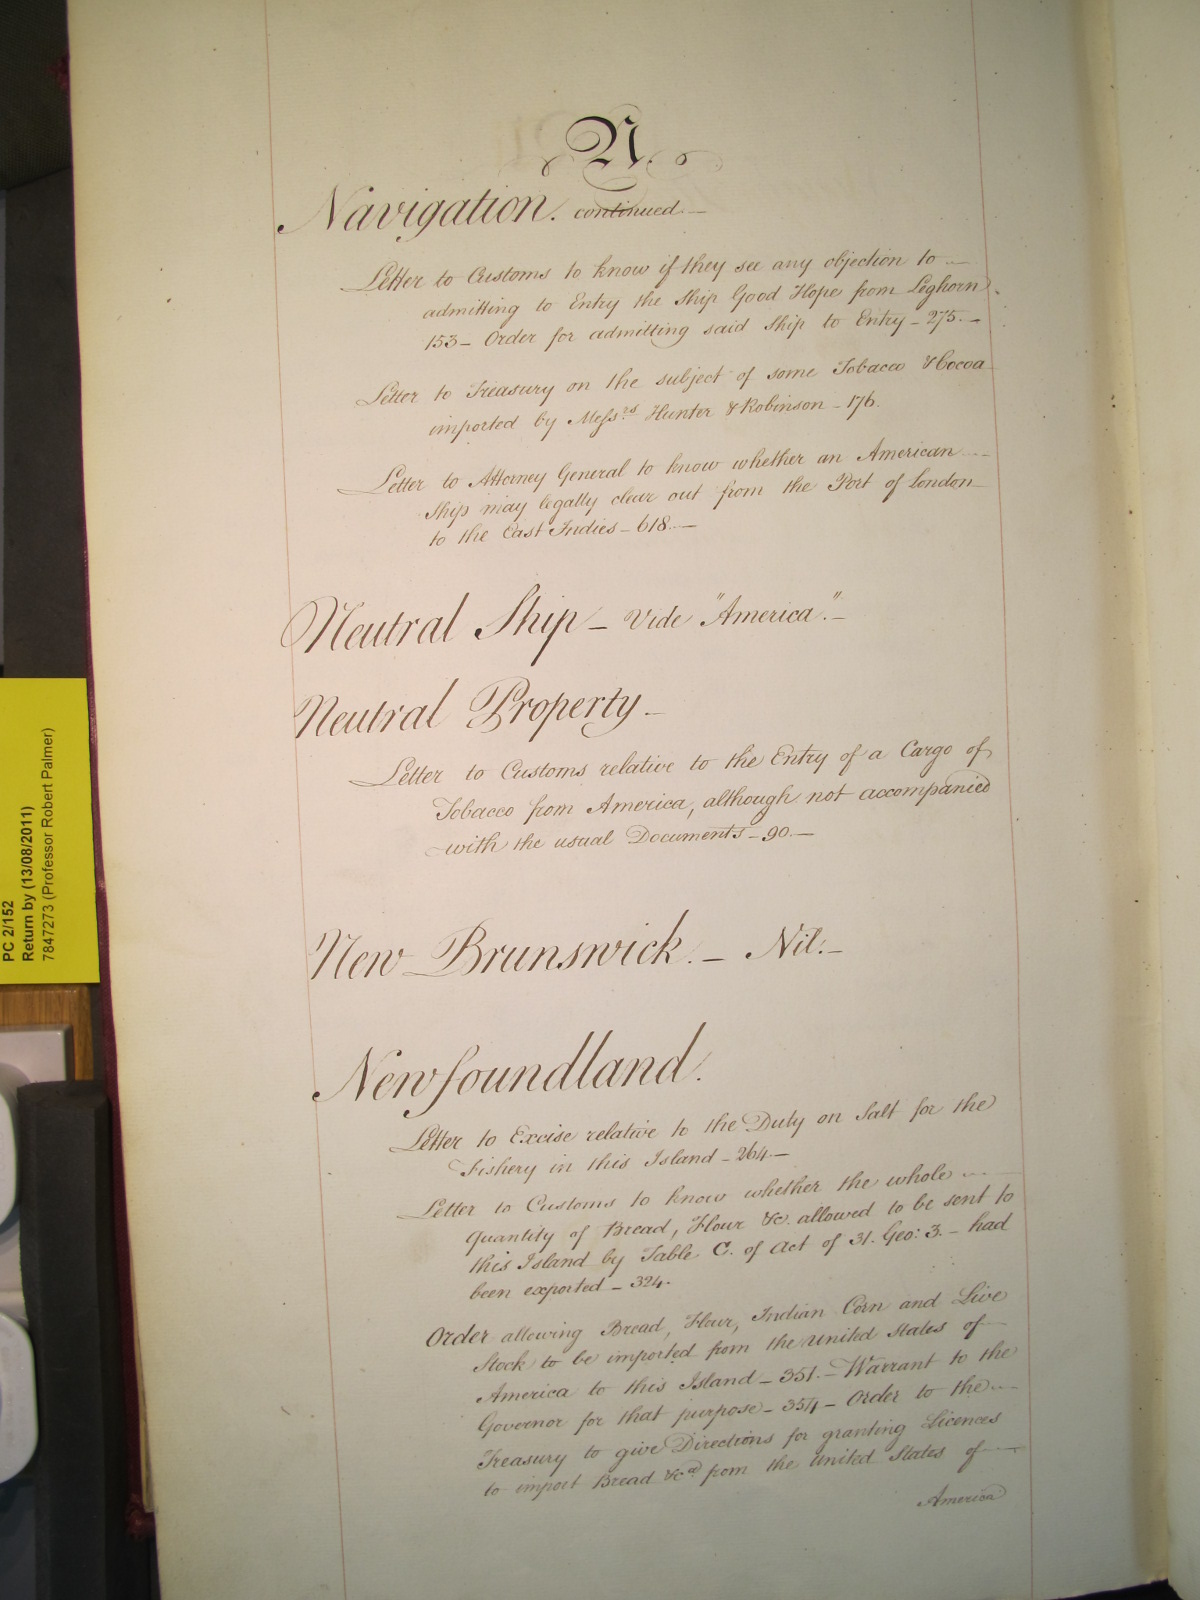 N.
Navigation. continued.—
Letter to Customs to know if they see any objection to —
admitting to Entry the Ship Good Hope from Leghorn
153 — Order for admitting said Ship to Entry — 275. —
Letter to Treasury on the subject of some Tobacco & Cocoa
imported by Mess.rs Hunter & Robinson — 176.
Letter to Attorney General to know whether an American —
Ship may legally clear out from the Port of London —
to the East Indies — 618. —
Neutral Ship — Vide "America". —
Neutral Property. —
Letter to Customs relative to the Entry of a Cargo of
Tobacco from America, although not accompanied
with the usual Documents — 90. —
New Brunswick. — Nil. —
Newfoundland.
Letter to Excise relative to the Duty on Salt for the
Fishery in this Island — 264 —
Letter to Customs to know whether the whole —
quantity of Bread, Flour &c. allowed to be sent to
this Island by Table C. of Act of 31. Geo: 3. — had
been exported — 324.
Order allowing Bread, Flour, Indian Corn and Live
Stock to be imported from the United States of —
America to this Island — 351. — Warrant to the
Governor for that purpose — 354 — Order to the —
Treasury to give Directions for granting Licences
to import Bread &ca from the United States of —
America
PC 2/152
Return by (13/08/2011)
7847273 (Professor Robert Palmer)